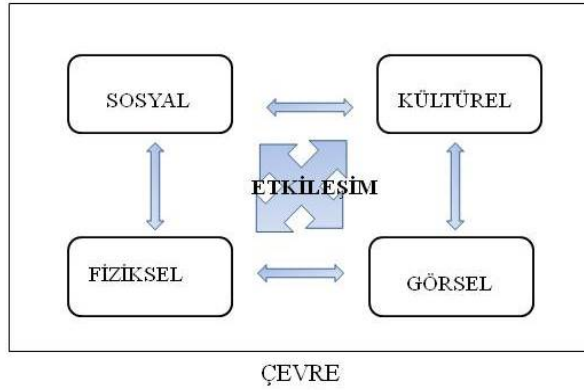 SOSYAL
KÜLTÜREL
ETKİLEŞİM
FİZİKSEL
GÖRSEL
ÇEVRE